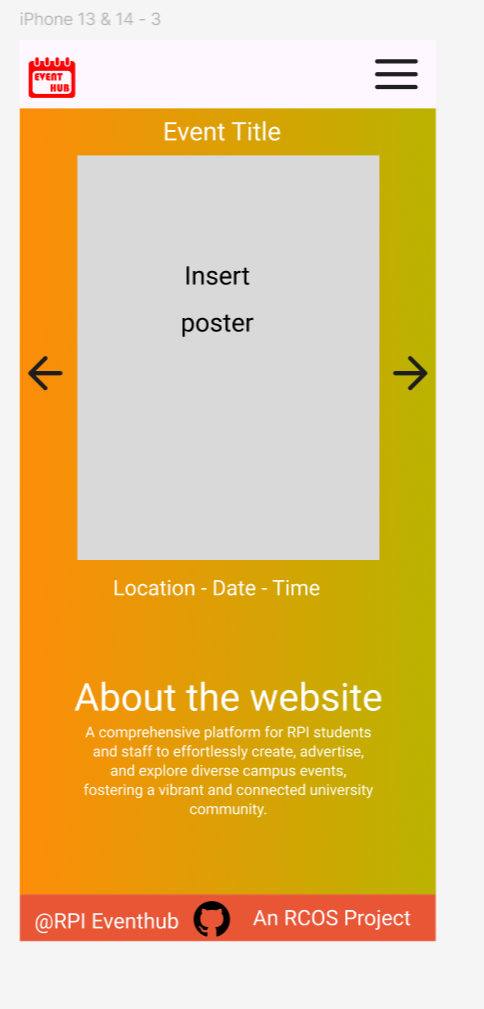 iPhone 13 & 14 - 3
EVENT
HUB
Event Title
Insert
poster
Location - Date - Time
About the website
A comprehensive platform for RPI students
and staff to effortlessly create, advertise,
and explore diverse campus events,
fostering a vibrant and connected university
community.
@RPI Eventhub
An RCOS Project